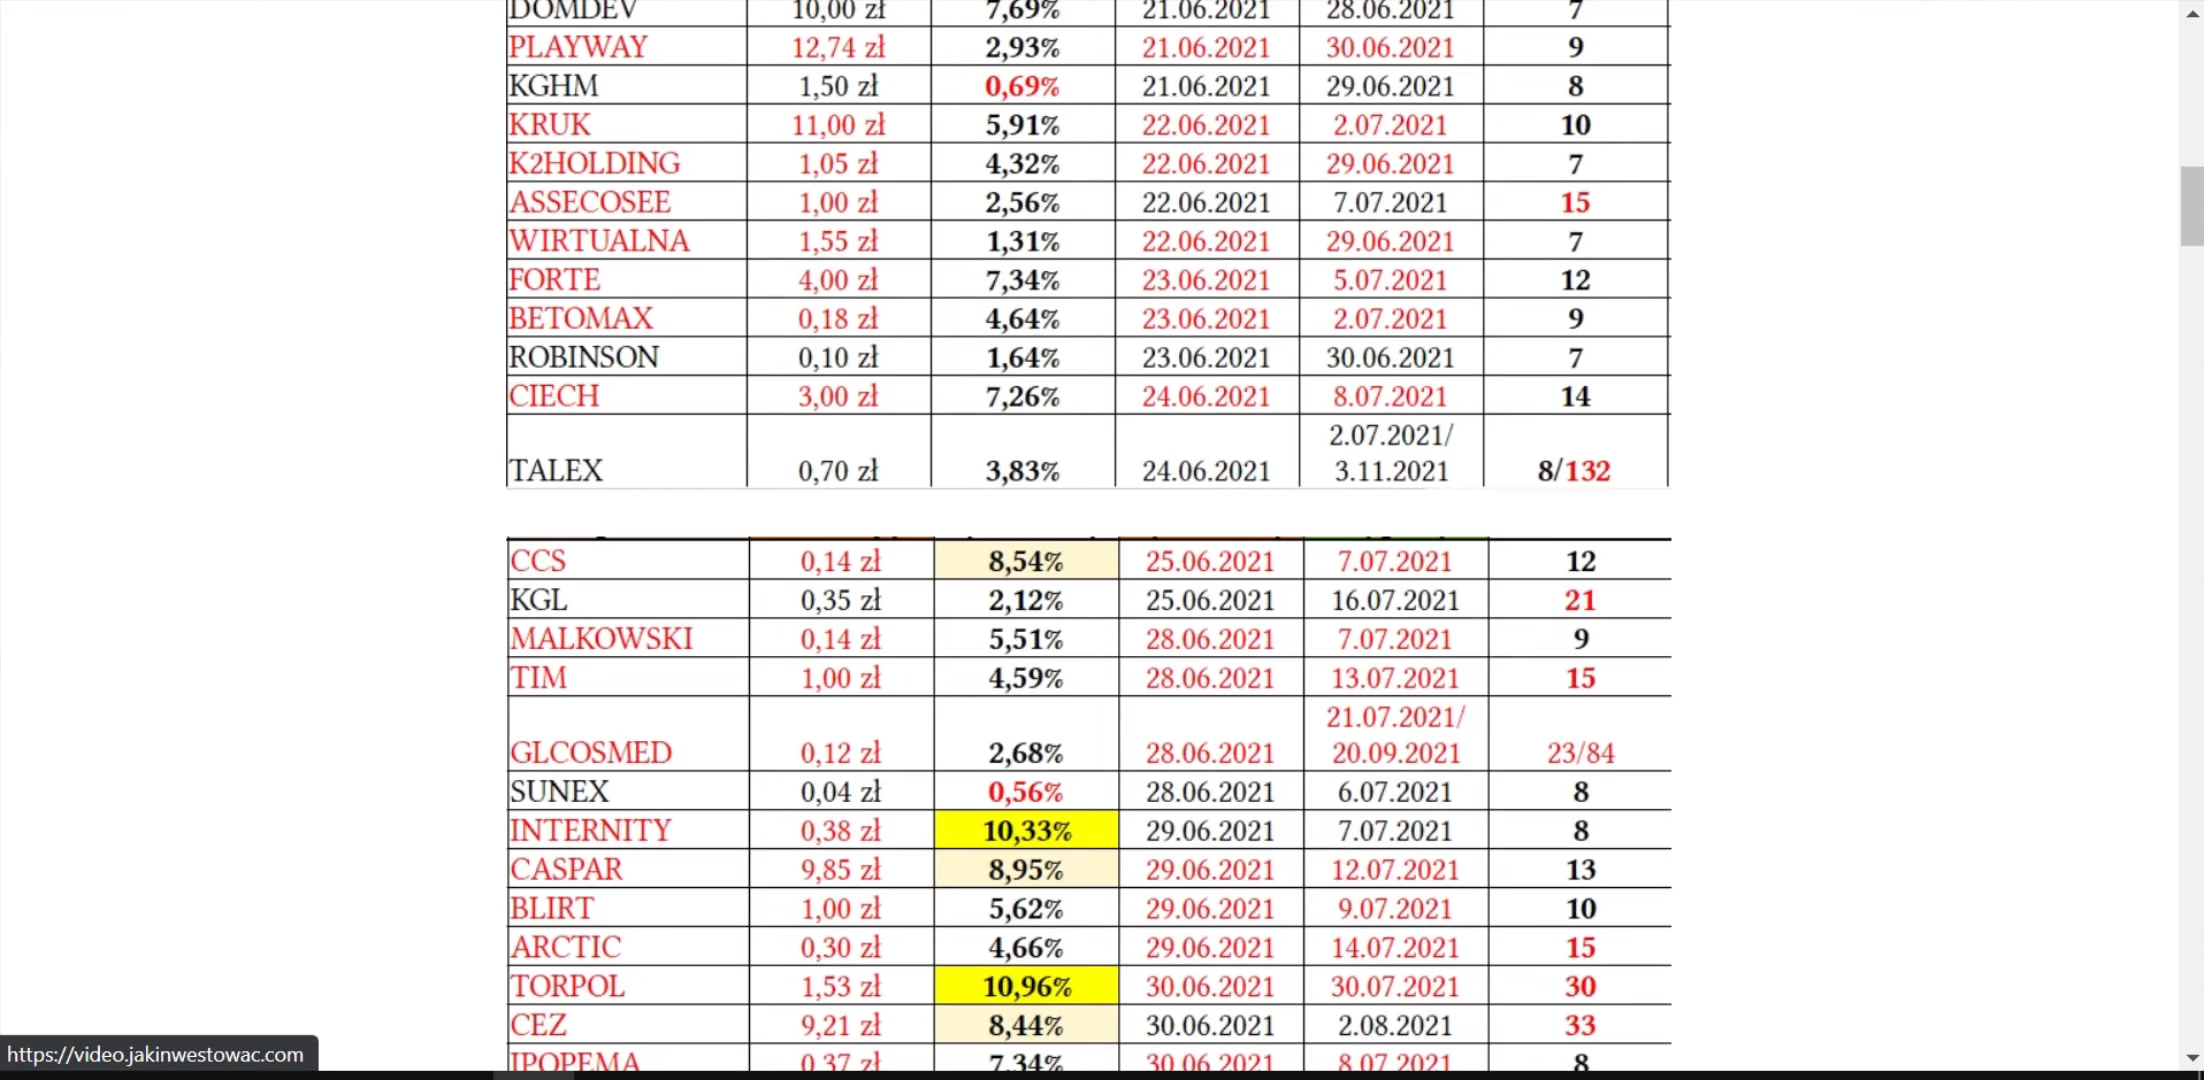 DOMDEV 10,00 zł 7,69% 21.06.2021 28.06.2021 7
PLAYWAY 12,74 zł 2,93% 21.06.2021 30.06.2021 9
KGHM 1,50 zł 0,69% 21.06.2021 29.06.2021 8
KRUK 11,00 zł 5,91% 22.06.2021 2.07.2021 10
K2HOLDING 1,05 zł 4,32% 22.06.2021 29.06.2021 7
ASSECOSEE 1,00 zł 2,56% 22.06.2021 7.07.2021 15
WIRTUALNA 1,55 zł 1,31% 22.06.2021 29.06.2021 7
FORTE 4,00 zł 7,34% 23.06.2021 5.07.2021 12
BETOMAX 0,18 zł 4,64% 23.06.2021 2.07.2021 9
ROBINSON 0,10 zł 1,64% 23.06.2021 30.06.2021 7
CIECH 3,00 zł 7,26% 24.06.2021 8.07.2021 14
2.07.2021/
TALEX 0,70 zł 3,83% 24.06.2021 3.11.2021 8/132
CCS 0,14 zł 8,54% 25.06.2021 7.07.2021 12
KGL 0,35 zł 2,12% 25.06.2021 16.07.2021 21
MALKOWSKI 0,14 zł 5,51% 28.06.2021 7.07.2021 9
TIM 1,00 zł 4,59% 28.06.2021 13.07.2021 15
21.07.2021/
GLCOSMED 0,12 zł 2,68% 28.06.2021 20.09.2021 23/84
SUNEX 0,04 zł 0,56% 28.06.2021 6.07.2021 8
INTERNITY 0,38 zł 10,33% 29.06.2021 7.07.2021 8
CASPAR 9,85 zł 8,95% 29.06.2021 12.07.2021 13
BLIRT 1,00 zł 5,62% 29.06.2021 9.07.2021 10
ARCTIC 0,30 zł 4,66% 29.06.2021 14.07.2021 15
TORPOL 1,53 zł 10,96% 30.06.2021 30.07.2021 30
CEZ 9,21 zł 8,44% 30.06.2021 2.08.2021 33
IPOPEMA 0,37 zł 7,34% 30.06.2021 8.07.2021 8
https://video.jakinwestowac.com